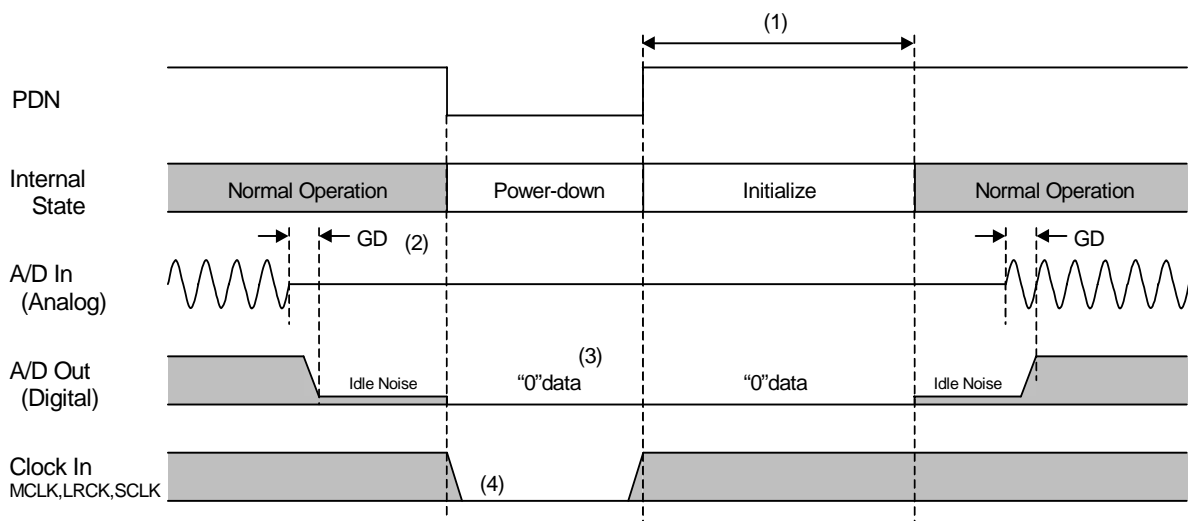 (1)
PDN
Internal
State
Normal Operation
Power-down
Initialize
Normal Operation
GD (2)
GD
A/D In
(Analog)
A/D Out
(Digital)
Idle Noise
(3)
“0”data
“0”data
Idle Noise
Clock In
MCLK,LRCK,SCLK
(4)